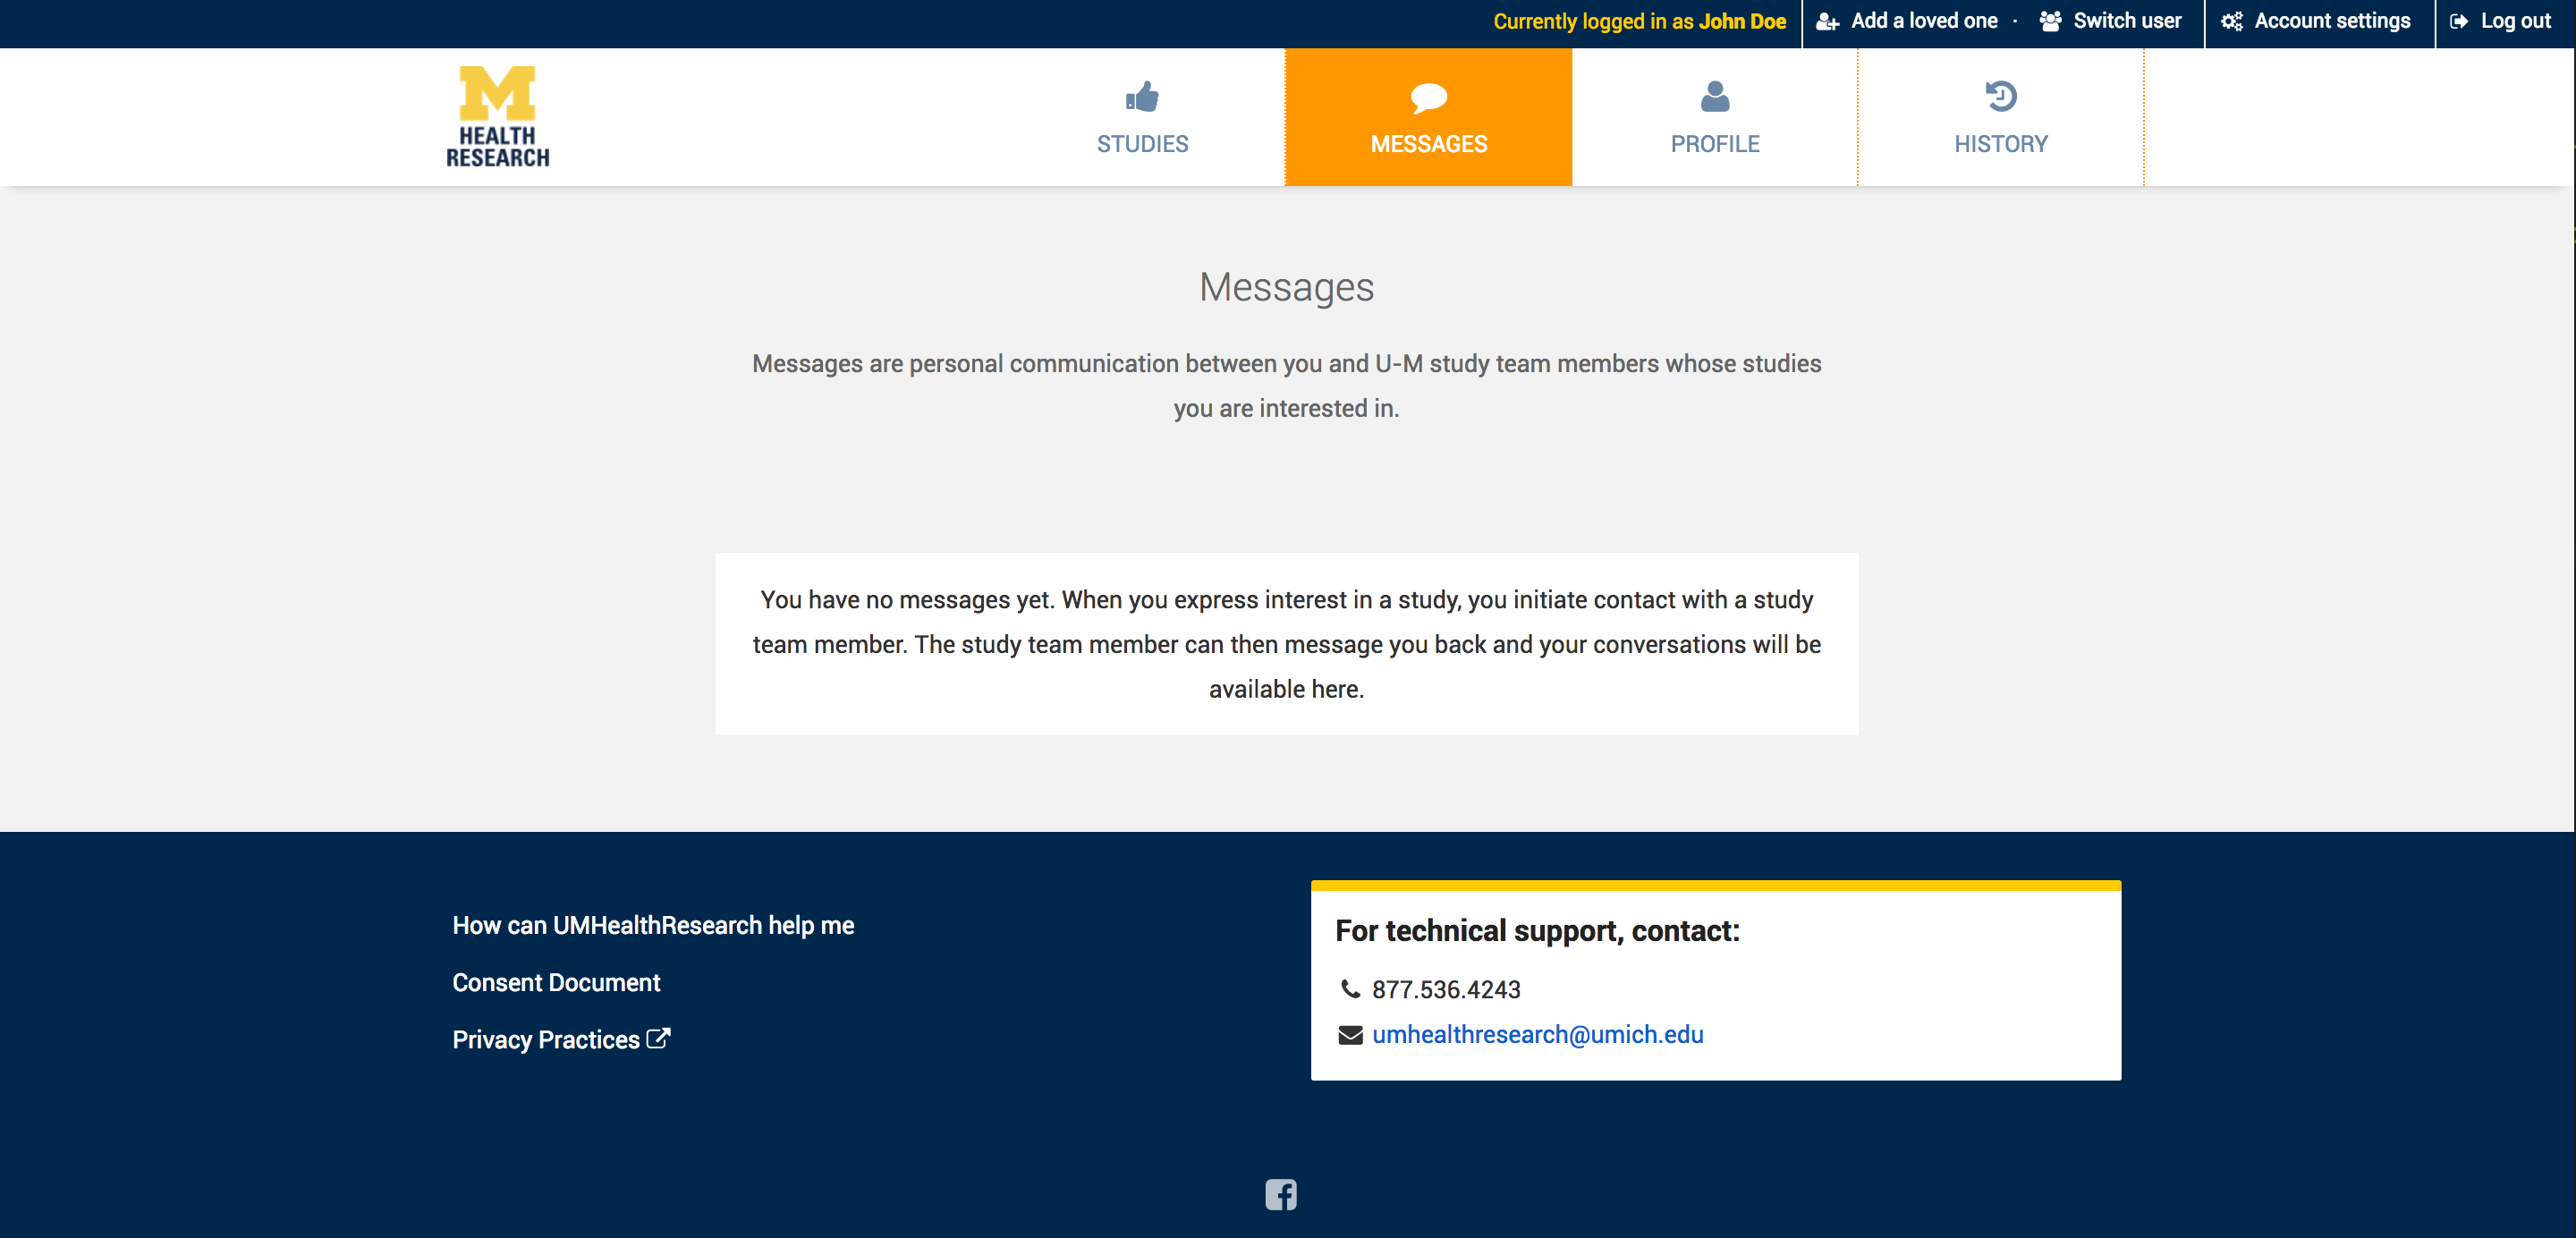 Currently logged in as John Doe Add a loved one · Switch user Account settings Log out
M
HEALTH
RESEARCH
STUDIES MESSAGES PROFILE HISTORY
Messages
Messages are personal communication between you and U-M study team members whose studies
you are interested in.
You have no messages yet. When you express interest in a study, you initiate contact with a study
team member. The study team member can then message you back and your conversations will be
available here.
How can UMHealthResearch help me
Consent Document
Privacy Practices
For technical support, contact:
877.536.4243
umhealthresearch@umich.edu